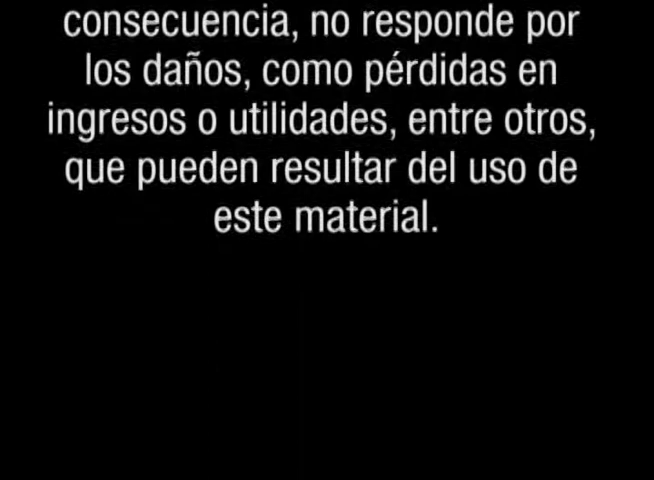 consecuencia, no responde por
los daños, como pérdidas en
ingresos o utilidades, entre otros,
que pueden resultar del uso de
este material.